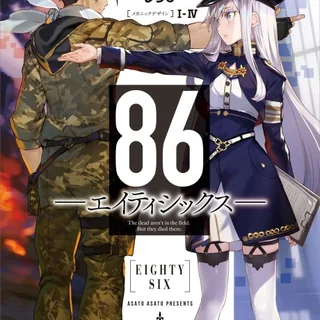 [メカニックデザイン] I-IV
86
―エイティシックス―
The dead aren't in the field.
But they died there.
[EIGHTY
SIX]
ASATO ASATO PRESENTS